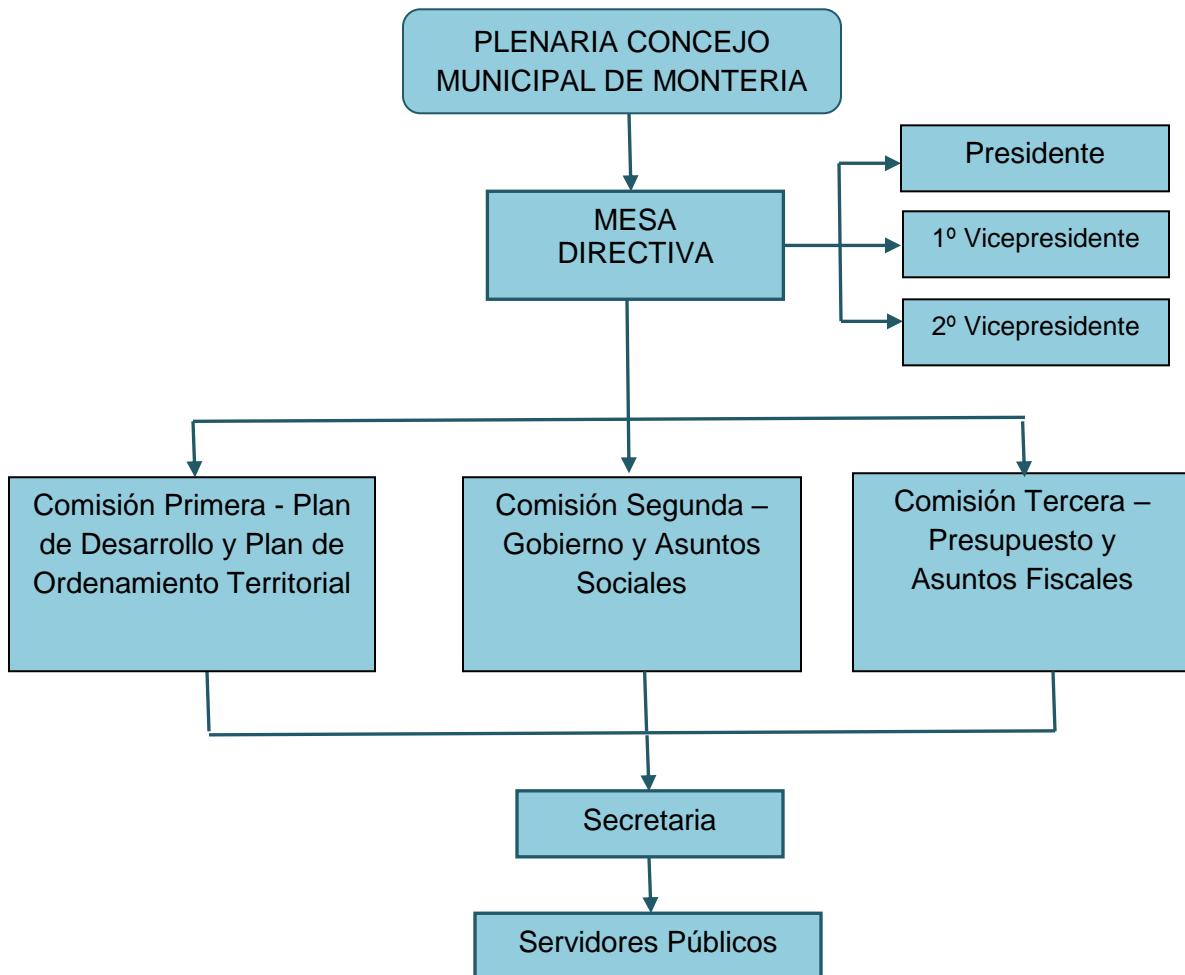 PLENARIA CONCEJO
MUNICIPAL DE MONTERIA
Presidente
MESA
DIRECTIVA
1º Vicepresidente
2º Vicepresidente
Comisión Primera - Plan
de Desarrollo y Plan de
Ordenamiento Territorial
Comisión Segunda –
Gobierno y Asuntos
Sociales
Comisión Tercera –
Presupuesto y
Asuntos Fiscales
Secretaria
Servidores Públicos